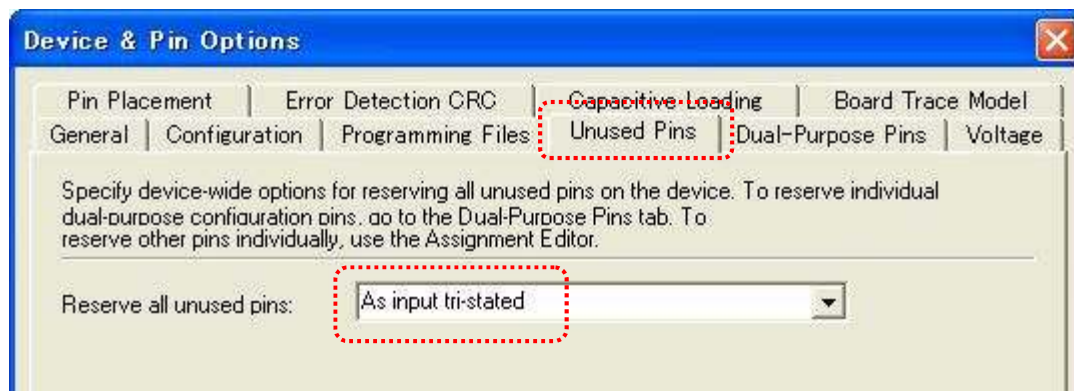 Device & Pin Options
Pin Placement
Error Detection CRC
Capacitive Loading
Board Trace Model
General
Configuration
Programming Files
Unused Pins
Dual-Purpose Pins
Voltage
Specify device-wide options for reserving all unused pins on the device. To reserve individual
dual-purpose configuration pins, go to the Dual-Purpose Pins tab. To
reserve other pins individually, use the Assignment Editor.
Reserve all unused pins:
As input tri-stated